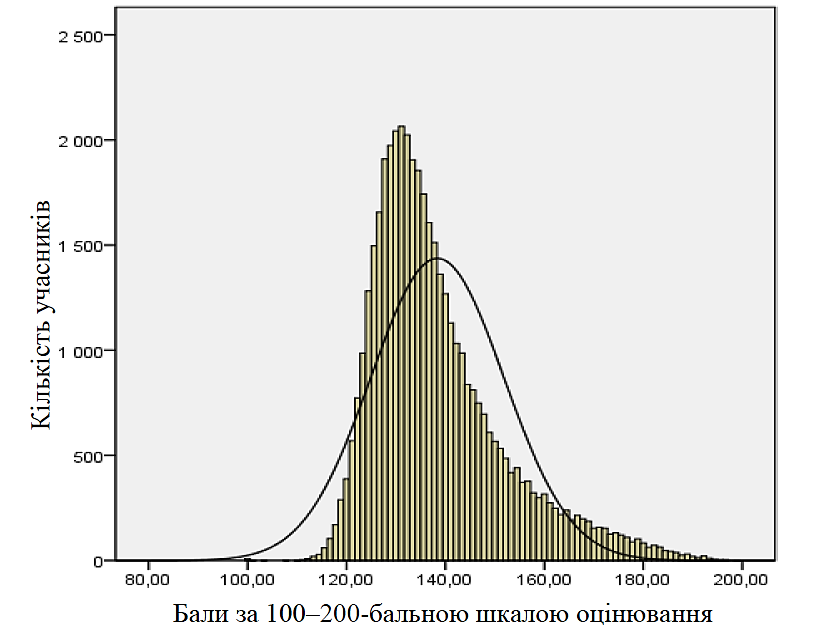 Кількість учасників
2 500
2 000
1 500
1 000
500
0
80,00 100,00 120,00 140,00 160,00 180,00 200,00
Бали за 100–200-бальною шкалою оцінювання